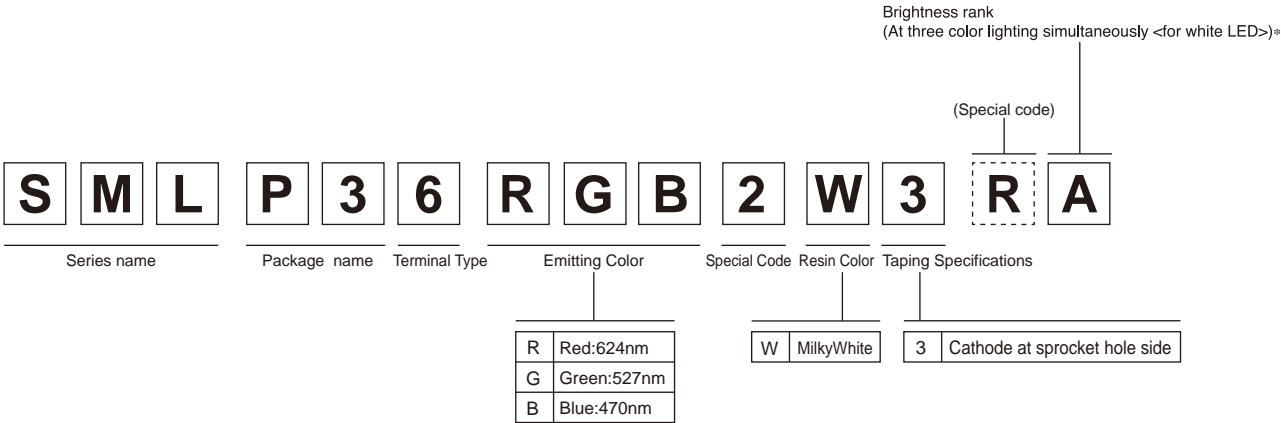 Brightness rank
(At three color lighting simultaneously <for white LED>)*
(Special code)
S M L P 3 6 R G B 2 W 3 R A
Series name Package name Terminal Type Emitting Color Special Code Resin Color Taping Specifications
R Red:624nm
G Green:527nm
B Blue:470nm
W MilkyWhite
3 Cathode at sprocket hole side